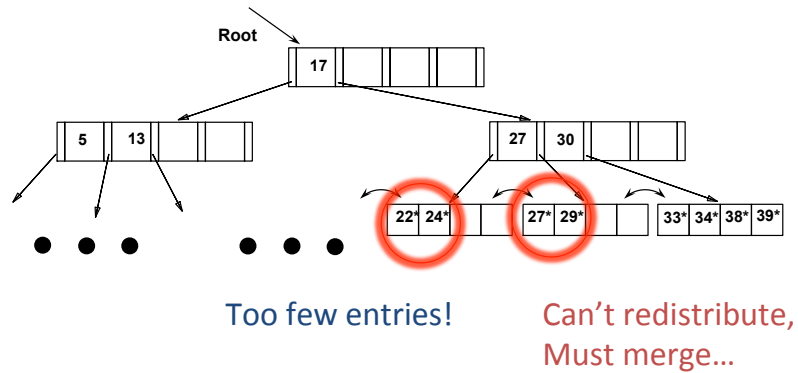 Root
17
5 13
27 30
22* 24* 27* 29* 33* 34* 38* 39*
Too few entries!
Can't redistribute,
Must merge...